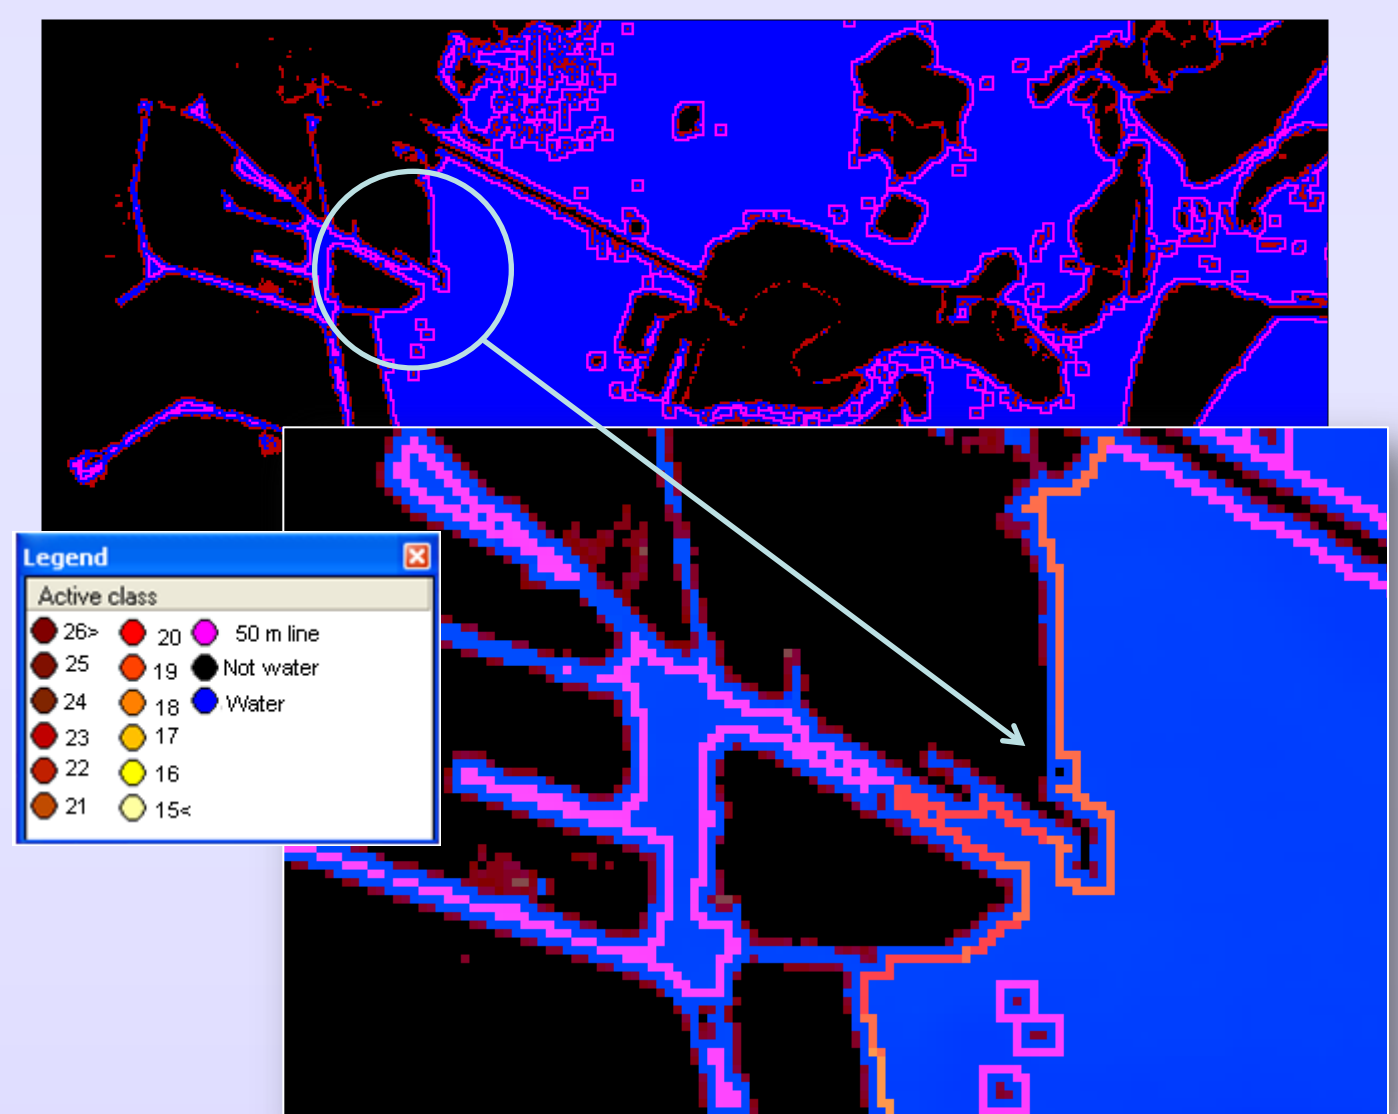 Legend
Active class
26> 20 50 m line
25 19 Not water
24 18 Water
23 17
22 16
21 15<